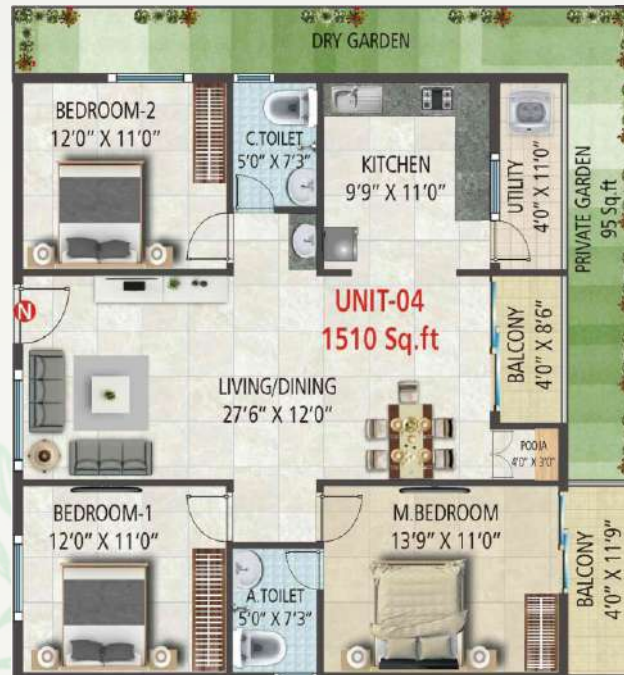 DRY GARDEN
BEDROOM-2
12'0" X 11'0"
C.TOILET
5'0" X 7'3"
KITCHEN
9'9" X 11'0"
UTILITY
4'0" X 11'0"
PRIVATE GARDEN
95 Sq.ft
N
UNIT-04
1510 Sq.ft
BALCONY
4'0" X 8'6"
LIVING/DINING
27'6" X 12'0"
POOJA
4'0" X 3'0"
BEDROOM-1
12'0" X 11'0"
M.BEDROOM
13'9" X 11'0"
A.TOILET
5'0" X 7'3"
BALCONY
4'0" X 11'9"